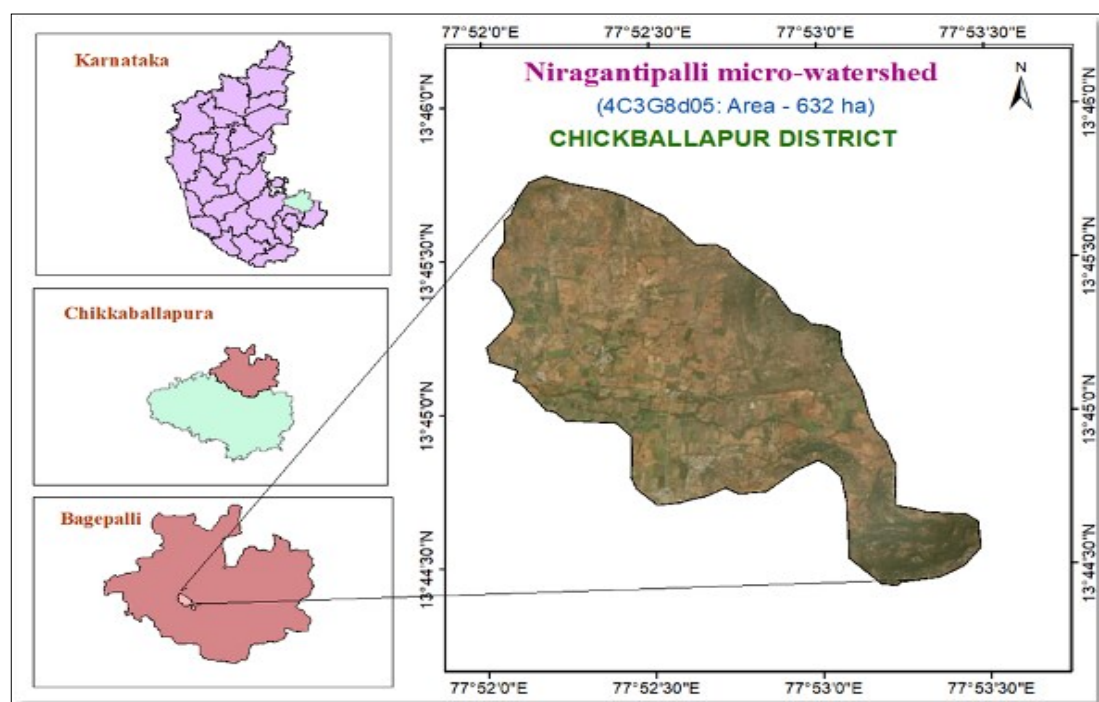 Karnataka
Chikkaballapura
Bagepalli
77°52'0"E 77°52'30"E 77°53'0"E 77°53'30"E
Niragantipalli micro-watershed
N
(4C3G8d05: Area - 632 ha)
CHICKBALLAPUR DISTRICT
13°46'0"N
13°46'0"N
13°45'30"N
13°45'30"N
13°45'0"N
13°45'0"N
13°44'30"N
13°44'30"N
77°52'0"E 77°52'30"E 77°53'0"E 77°53'30"E